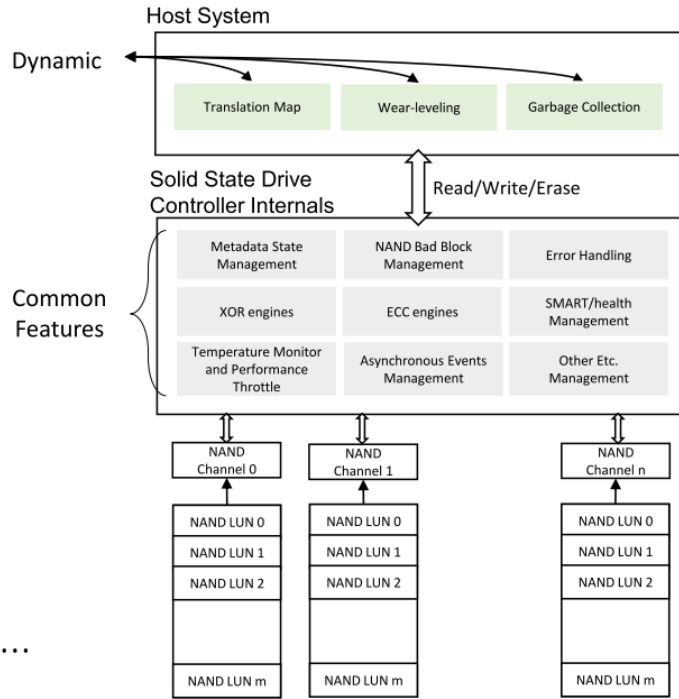 Host System
Dynamic
Translation Map
Wear-leveling
Garbage Collection
Solid State Drive
Controller Internals
Read/Write/Erase
Common
Features
Metadata State
Management
NAND Bad Block
Management
Error Handling
XOR engines
ECC engines
SMART/health
Management
Temperature Monitor
and Performance
Throttle
Asynchronous Events
Management
Other Etc.
Management
NAND
Channel 0
NAND
Channel 1
NAND
Channel n
NAND LUN 0
NAND LUN 1
NAND LUN 2
NAND LUN m
NAND LUN 0
NAND LUN 1
NAND LUN 2
NAND LUN m
NAND LUN 0
NAND LUN 1
NAND LUN 2
NAND LUN m
...